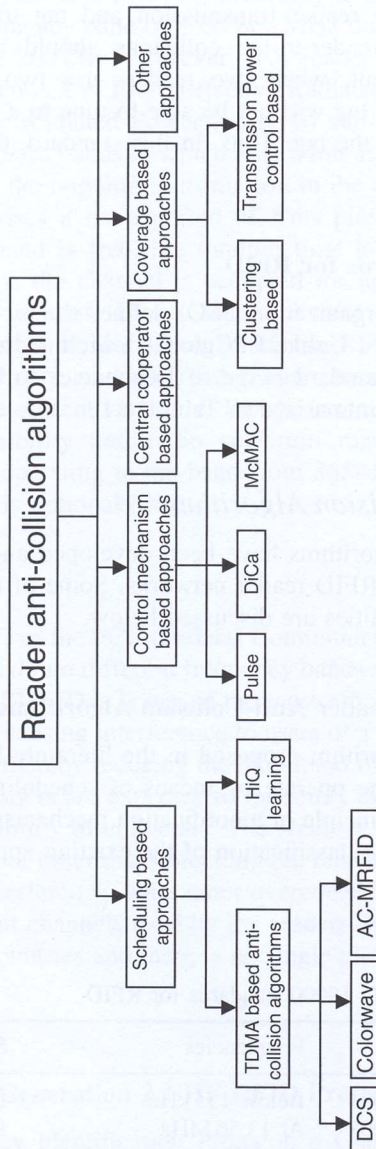 Reader anti-collision algorithms
Scheduling based
approaches
Control mechanism
based approaches
Central cooperator
based approaches
Coverage based
approaches
Other
approaches
TDMA based anti-
collision algorithms
HiQ
learning
Pulse
DiCa
McMAC
Clustering
based
Transmission Power
control based
DCS
Colorwave
AC-MRFID